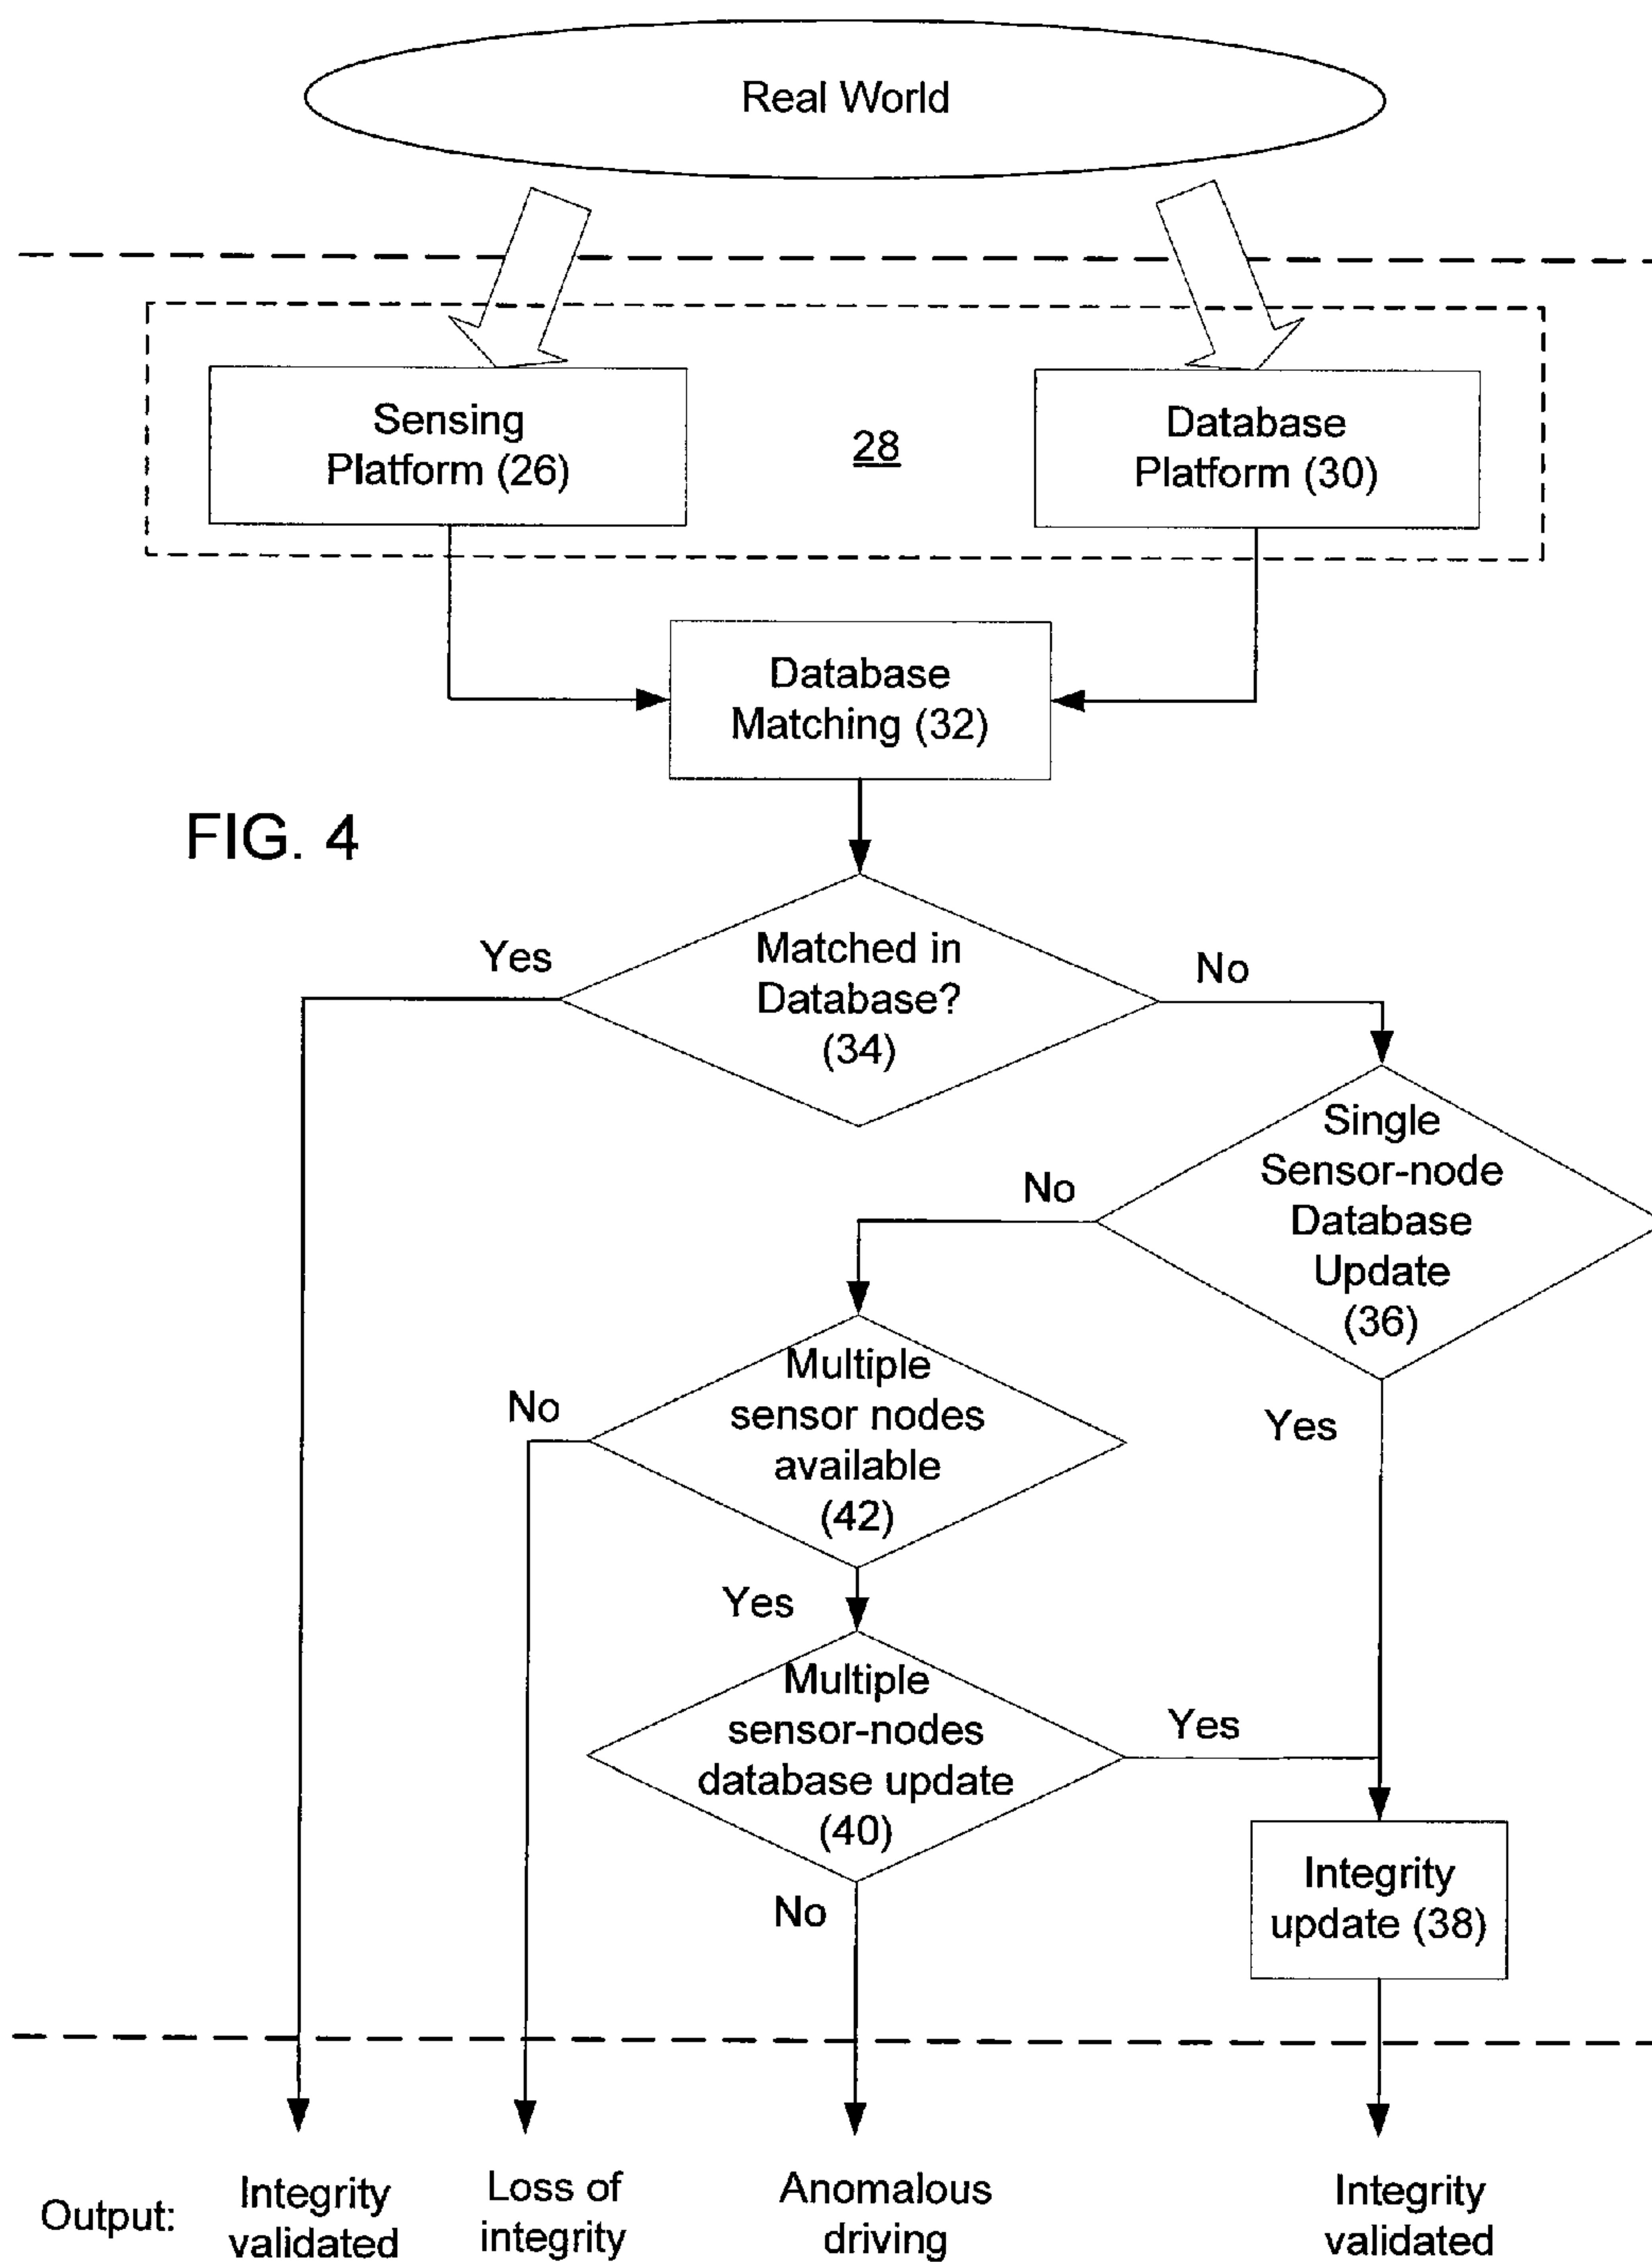 Real World
Sensing
Platform (26)
28
Database
Platform (30)
Database
Matching (32)
FIG. 4
Yes
Matched in
Database?
(34)
No
Single
Sensor-node
Database
Update
(36)
No
Multiple
sensor nodes
available
(42)
No
Yes
Yes
Multiple
sensor-nodes
database update
(40)
Yes
No
Integrity
update (38)
Output:
Integrity
validated
Loss of
integrity
Anomalous
driving
Integrity
validated